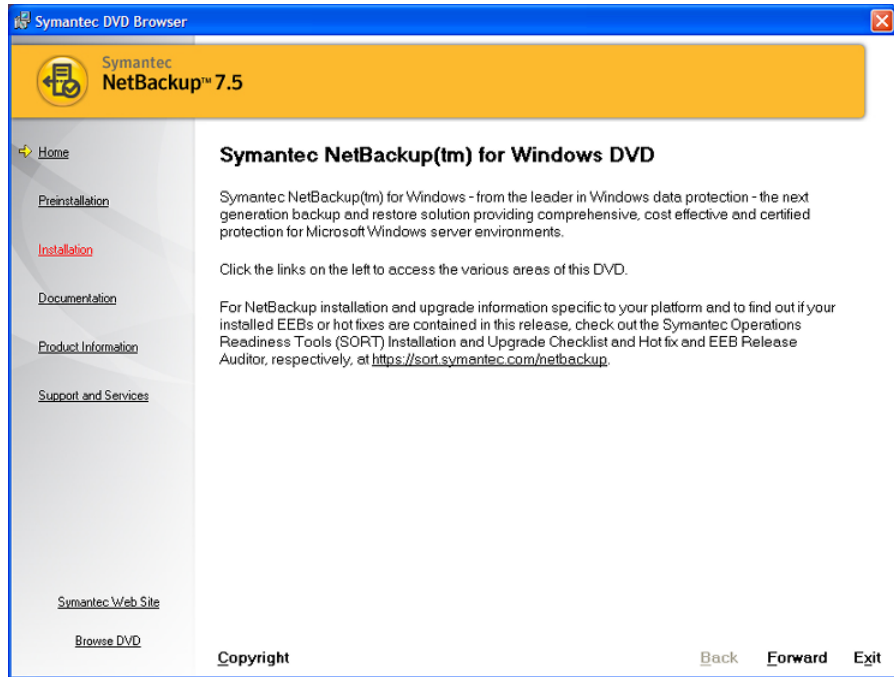 Symantec DVD Browser
Symantec
NetBackup™ 7.5
Home
Preinstallation
Installation
Documentation
Product Information
Support and Services
Symantec Web Site
Browse DVD
Symantec NetBackup(tm) for Windows DVD
Symantec NetBackup(tm) for Windows - from the leader in Windows data protection - the next
generation backup and restore solution providing comprehensive, cost effective and certified
protection for Microsoft Windows server environments.
Click the links on the left to access the various areas of this DVD.
For NetBackup installation and upgrade information specific to your platform and to find out if your
installed EEBs or hot fixes are contained in this release, check out the Symantec Operations
Readiness Tools (SORT) Installation and Upgrade Checklist and Hot fix and EEB Release
Auditor, respectively, at https://sort.symantec.com/netbackup.
Copyright
Back Forward Exit